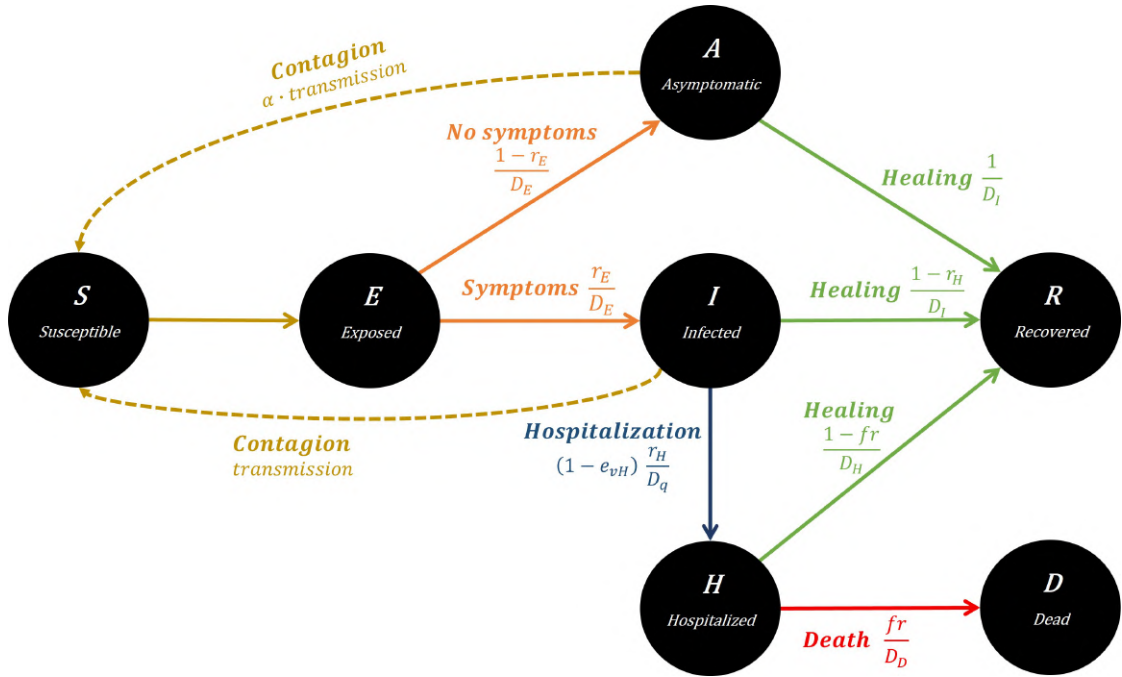 A
Asymptomatic
Contagion
α · transmission
No symptoms
1 − r_E
D_E
Healing 1
D_I
S
Susceptible
E
Exposed
Symptoms r_E
D_E
I
Infected
Healing 1 − r_H
D_I
R
Recovered
Contagion
transmission
Hospitalization
(1 − e_vH) r_H
D_q
Healing
1 − fr
D_H
H
Hospitalized
Death fr
D_D
D
Dead